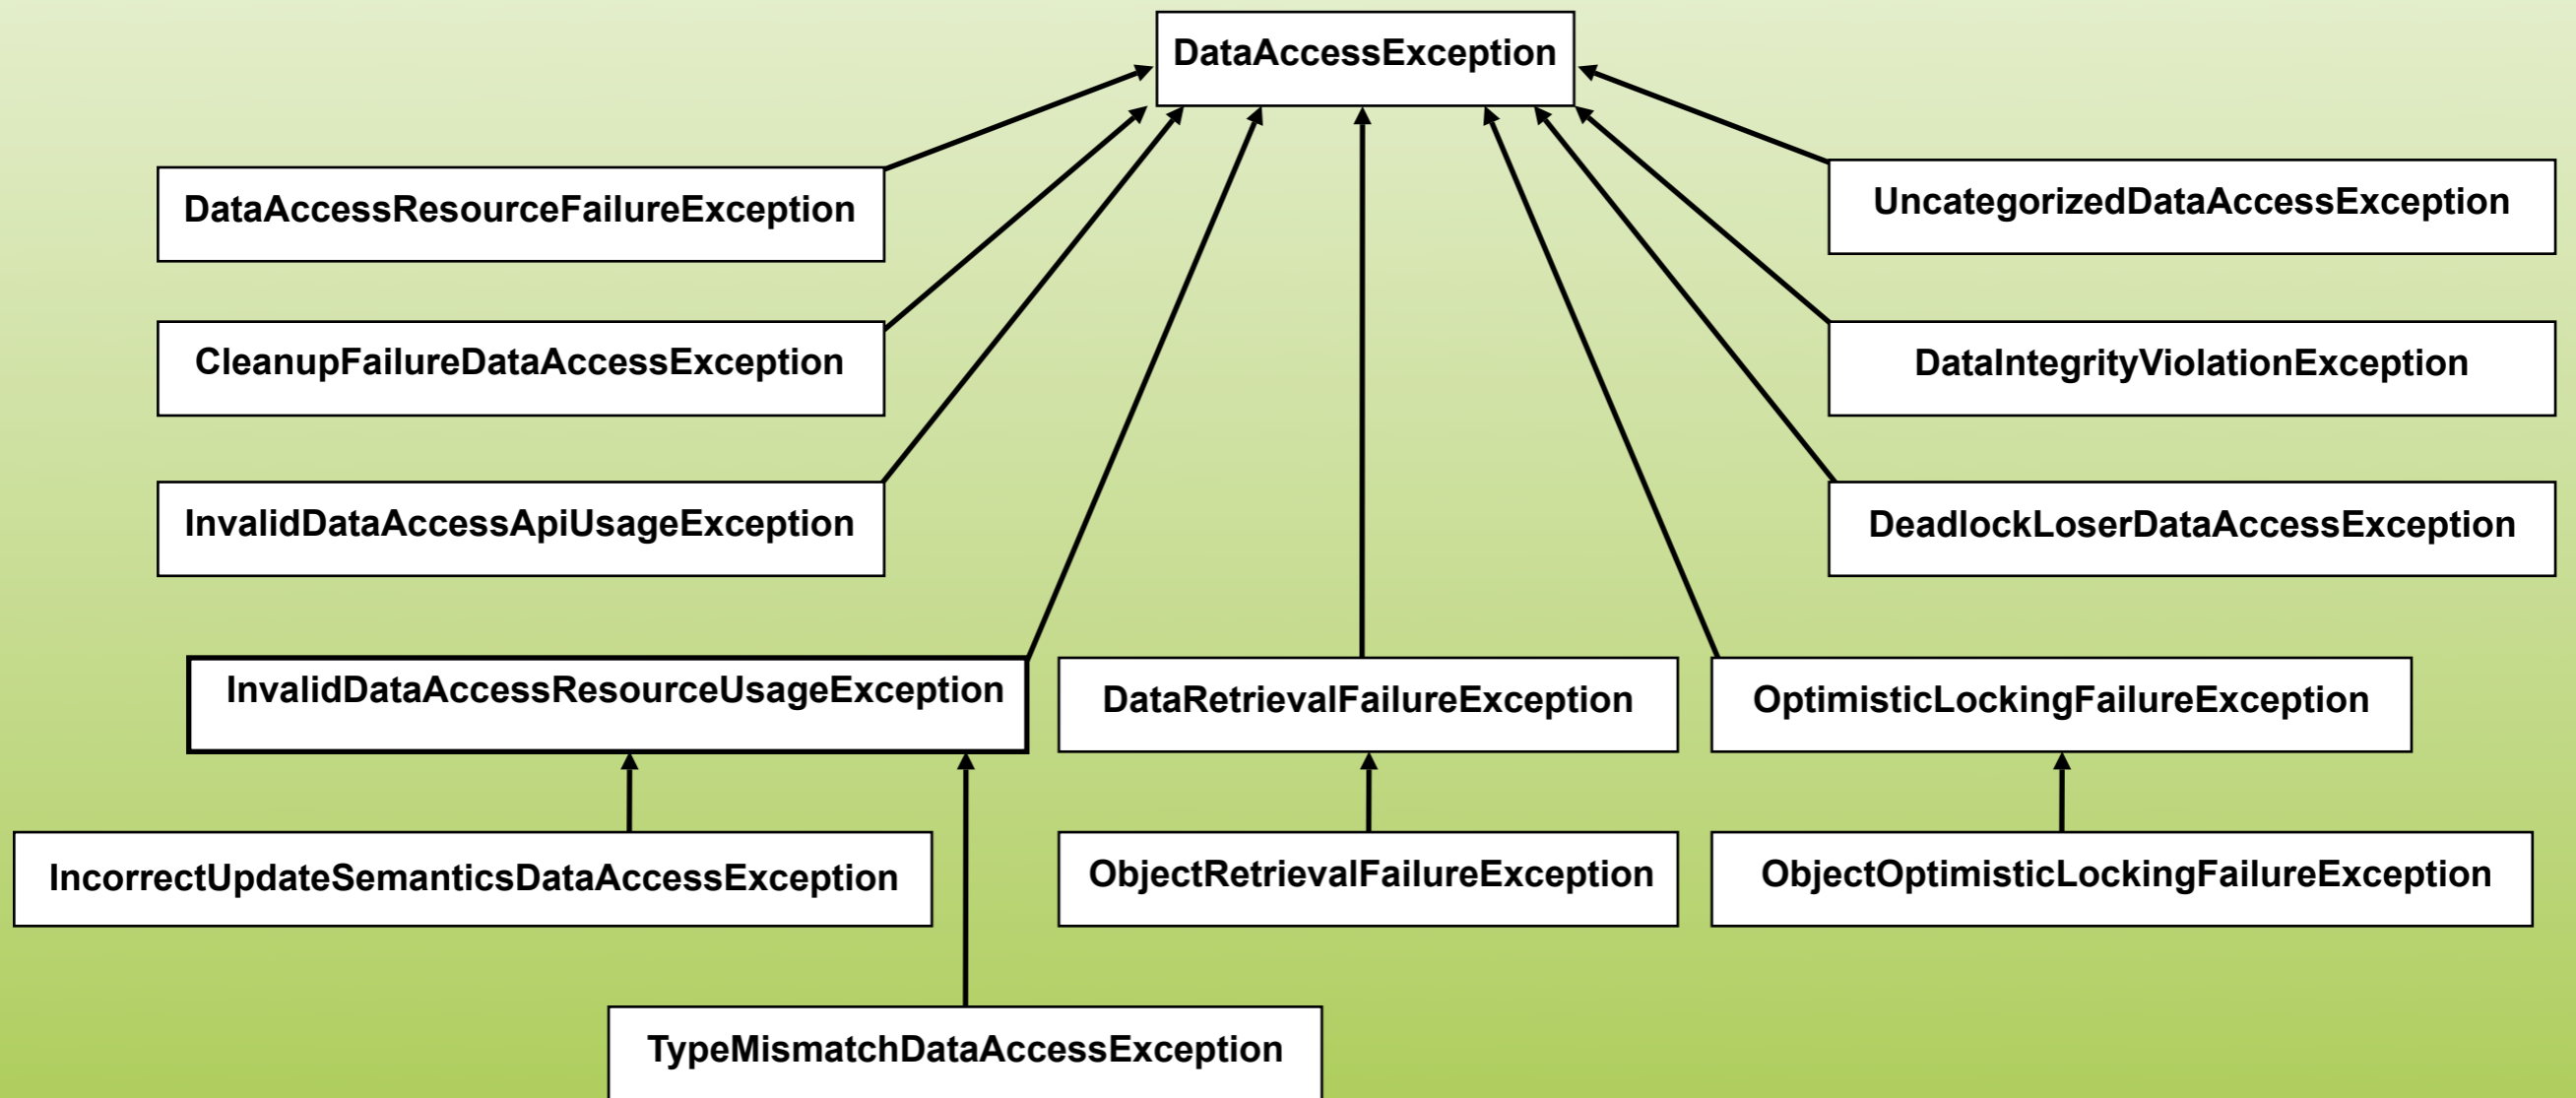 DataAccessException
DataAccessResourceFailureException
UncategorizedDataAccessException
CleanupFailureDataAccessException
DataIntegrityViolationException
InvalidDataAccessApiUsageException
DeadlockLoserDataAccessException
InvalidDataAccessResourceUsageException
DataRetrievalFailureException
OptimisticLockingFailureException
IncorrectUpdateSemanticsDataAccessException
ObjectRetrievalFailureException
ObjectOptimisticLockingFailureException
TypeMismatchDataAccessException